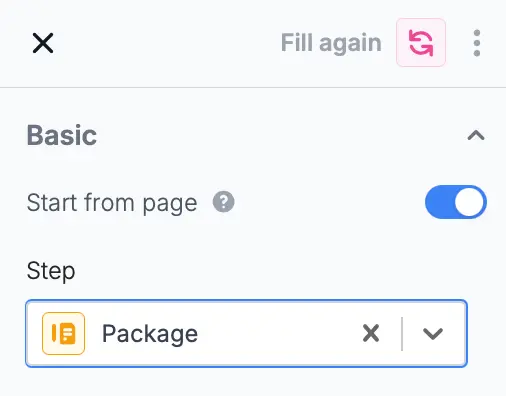 Fill again
Basic
Start from page ?
Step
Package